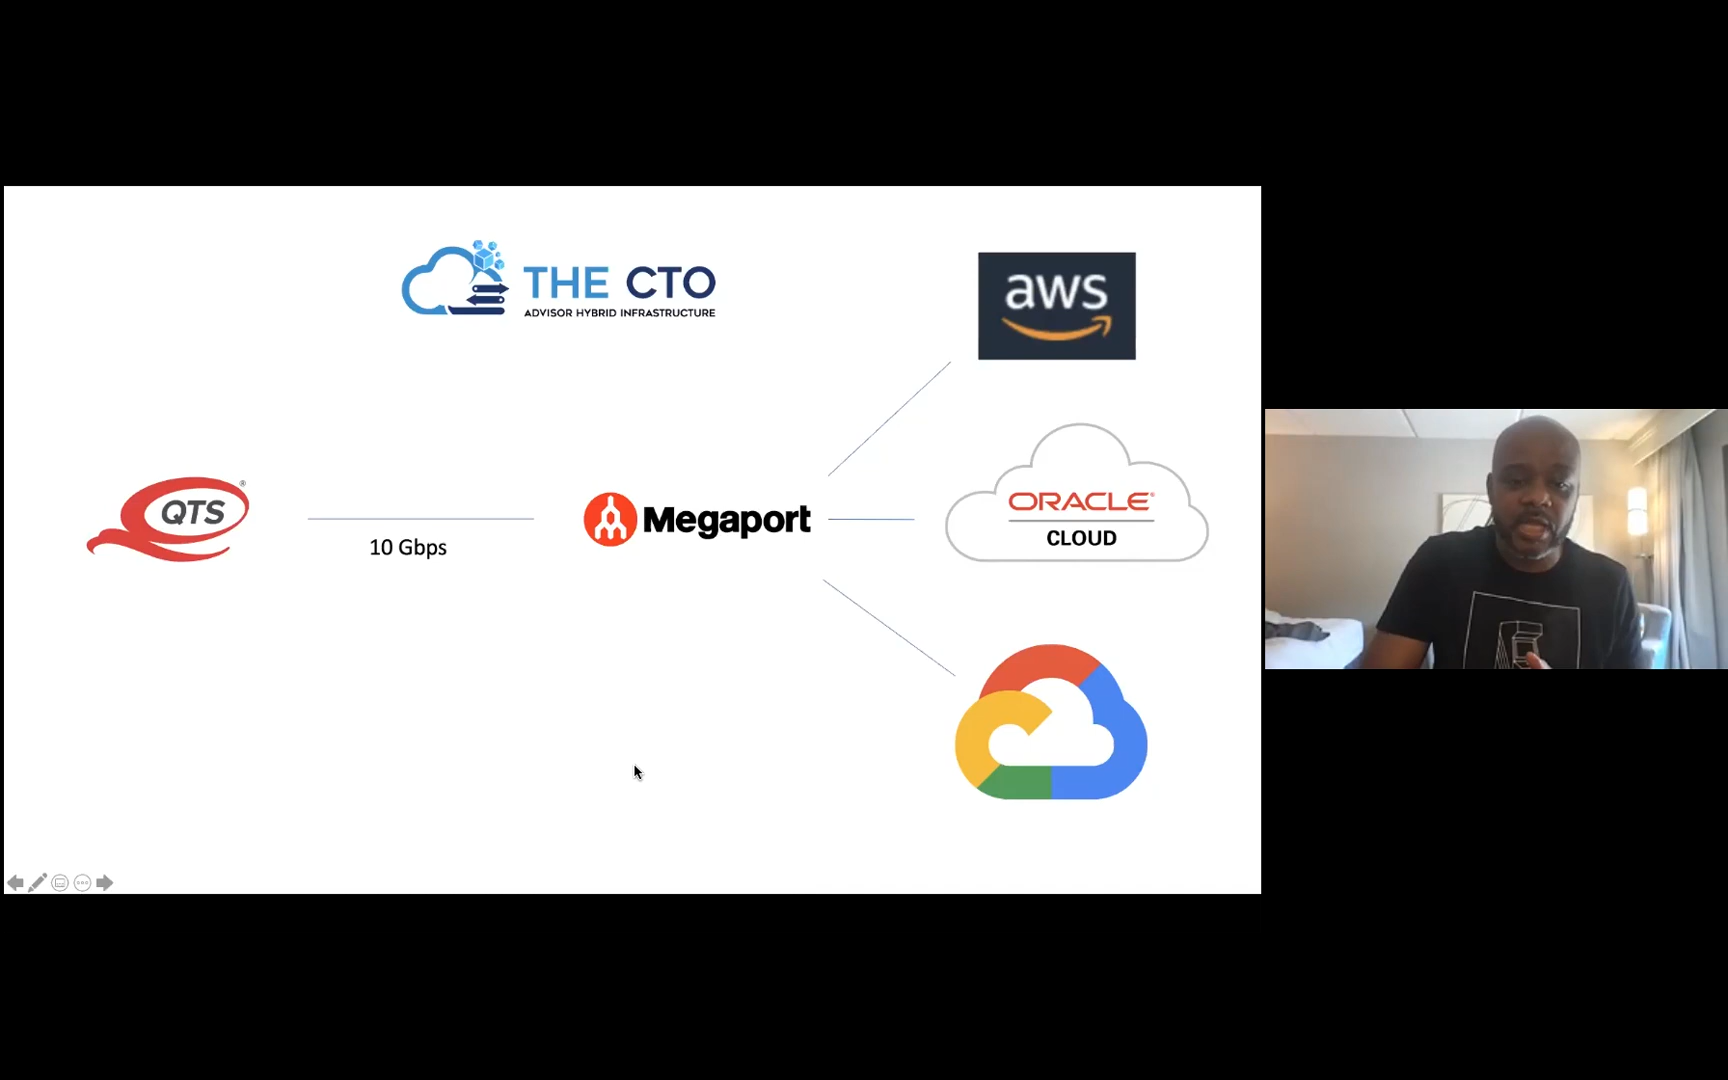 THE CTO
ADVISOR HYBRID INFRASTRUCTURE
aws
QTS®
10 Gbps
Megaport
ORACLE®
CLOUD